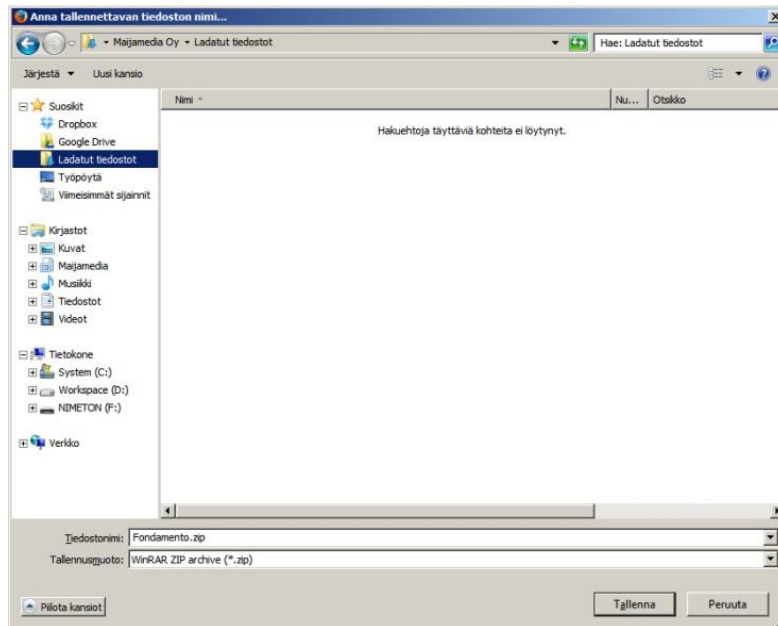 Anna tallennettavan tiedoston nimi...
Maijamedia Oy Ladatut tiedostot
Hae: Ladatut tiedostot
Järjestä Uusi kansio
Nimi Nu... Otsikko
Hakuehtoja täyttäviä kohteita ei löytynyt.
Suosikit
Dropbox
Google Drive
Ladatut tiedostot
Työpöytä
Viimeisimmät sijainnit
Kirjastot
Kuvat
Maijamedia
Musiikki
Tiedostot
Videot
Tietokone
System (C:)
Workspace (D:)
NIMETON (F:)
Verkko
Tiedostonimi: Fondamento.zip
Tallennusmuoto: WinRAR ZIP archive (*.zip)
Piilota kansiot
Tallenna Peruuta